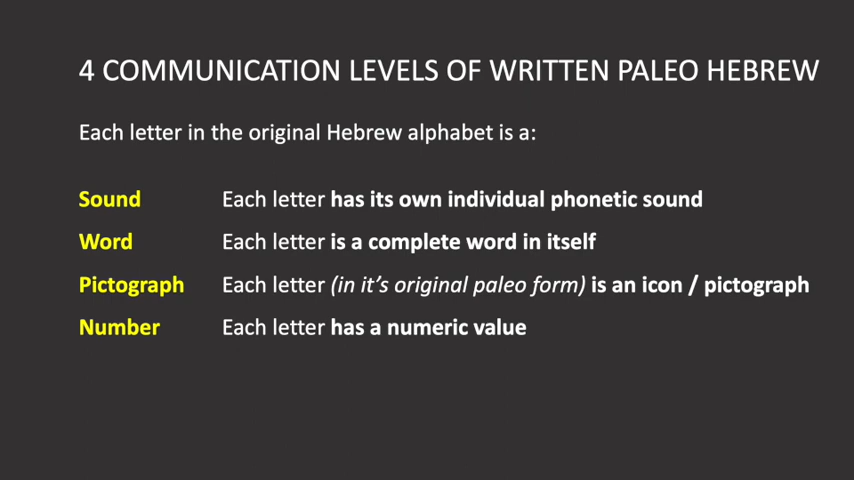 4 COMMUNICATION LEVELS OF WRITTEN PALEO HEBREW
Each letter in the original Hebrew alphabet is a:
Sound Each letter has its own individual phonetic sound
Word Each letter is a complete word in itself
Pictograph Each letter (in it's original paleo form) is an icon / pictograph
Number Each letter has a numeric value